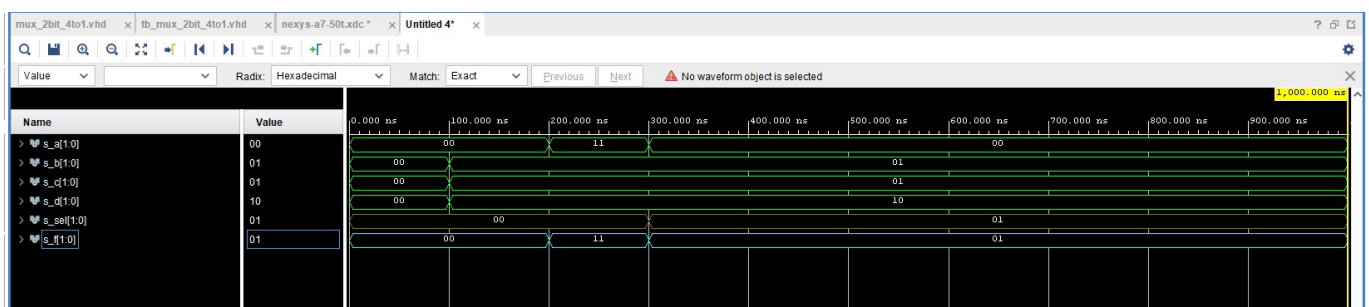 mux_2bit_4to1.vhd × tb_mux_2bit_4to1.vhd × nexys-a7-50t.xdc * × Untitled 4* ×
Value Radix: Hexadecimal Match: Exact Previous Next No waveform object is selected
1,000.000 ns
Name Value 0.000 ns 100.000 ns 200.000 ns 300.000 ns 400.000 ns 500.000 ns 600.000 ns 700.000 ns 800.000 ns 900.000 ns
s_a[1:0] 00 00 11 00
s_b[1:0] 01 00 01
s_c[1:0] 01 00 01
s_d[1:0] 10 00 10
s_sel[1:0] 01 00 01
s_f[1:0] 01 00 11 01